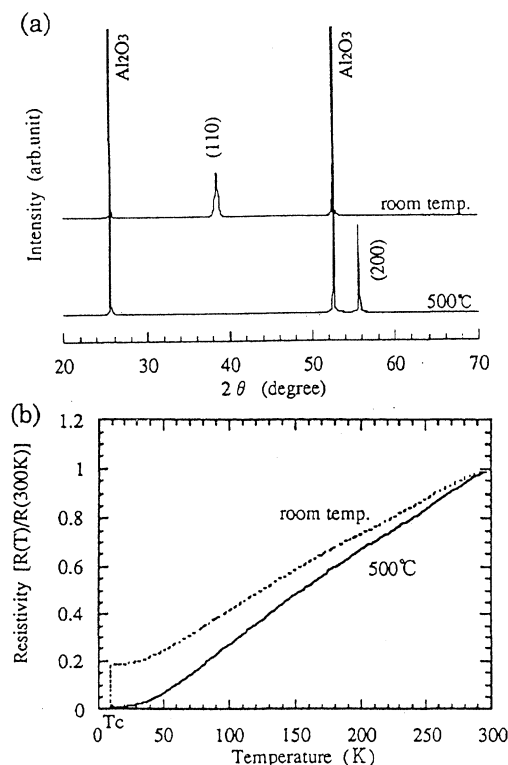 (a)
Al2O3
Al2O3
(110)
room temp.
(200)
500℃
Intensity (arb.unit)
20 30 40 50 60 70
2 θ (degree)
(b)
1.2
1
0.8
0.6
0.4
0.2
0
room temp.
500℃
Resistivity [R(T)/R(300K)]
0 50 100 150 200 250 300
Tc
Temperature (K)